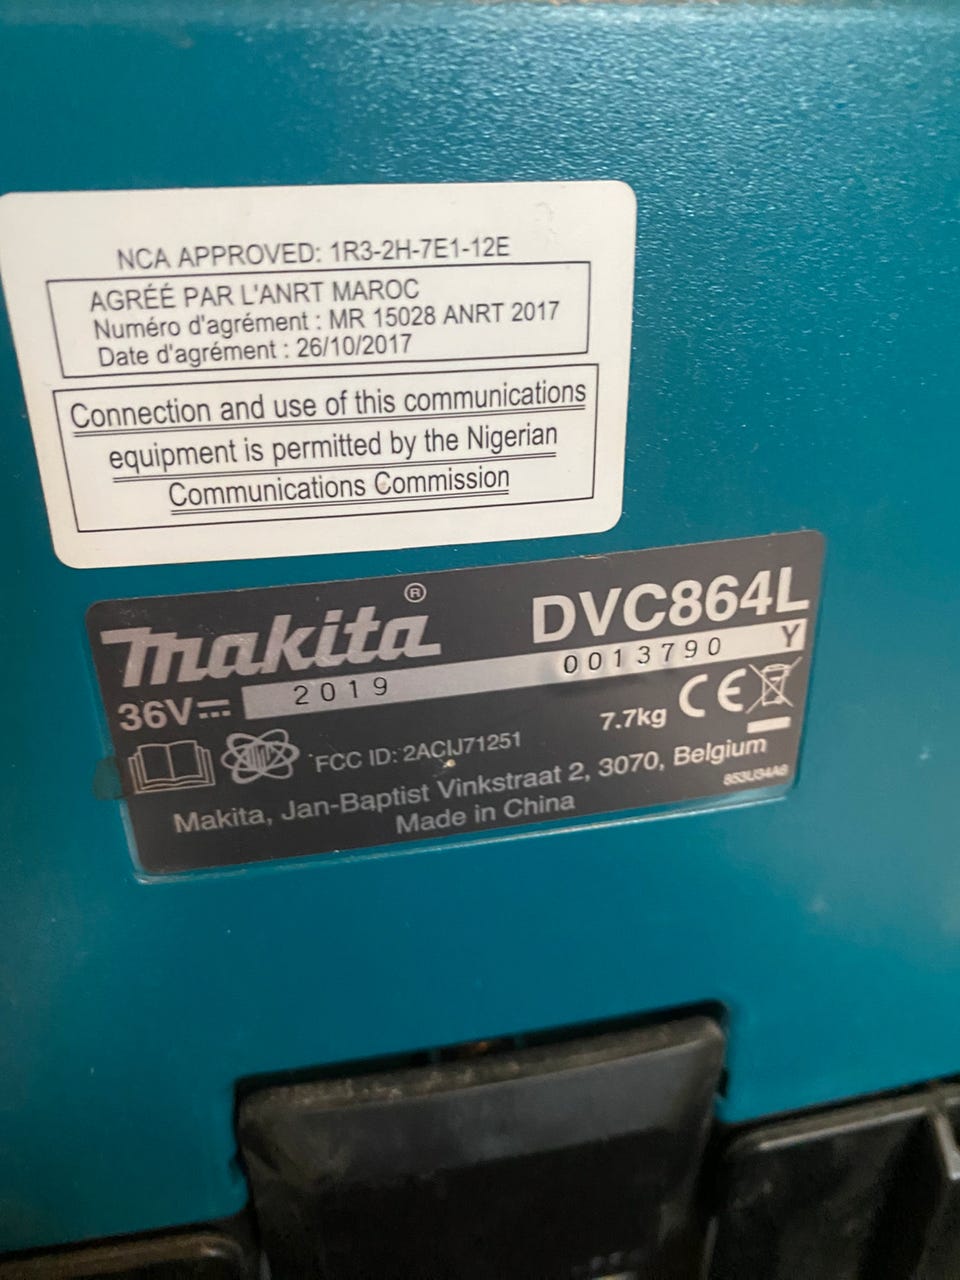 NCA APPROVED: 1R3-2H-7E1-12E
AGRÉÉ PAR L'ANRT MAROC
Numéro d'agrément : MR 15028 ANRT 2017
Date d'agrément : 26/10/2017
Connection and use of this communications
equipment is permitted by the Nigerian
Communications Commission
makita® DVC864L
36V 2019 0013790 Y
7.7kg CE
FCC ID: 2ACIJ71251
Makita, Jan-Baptist Vinkstraat 2, 3070, Belgium
Made in China